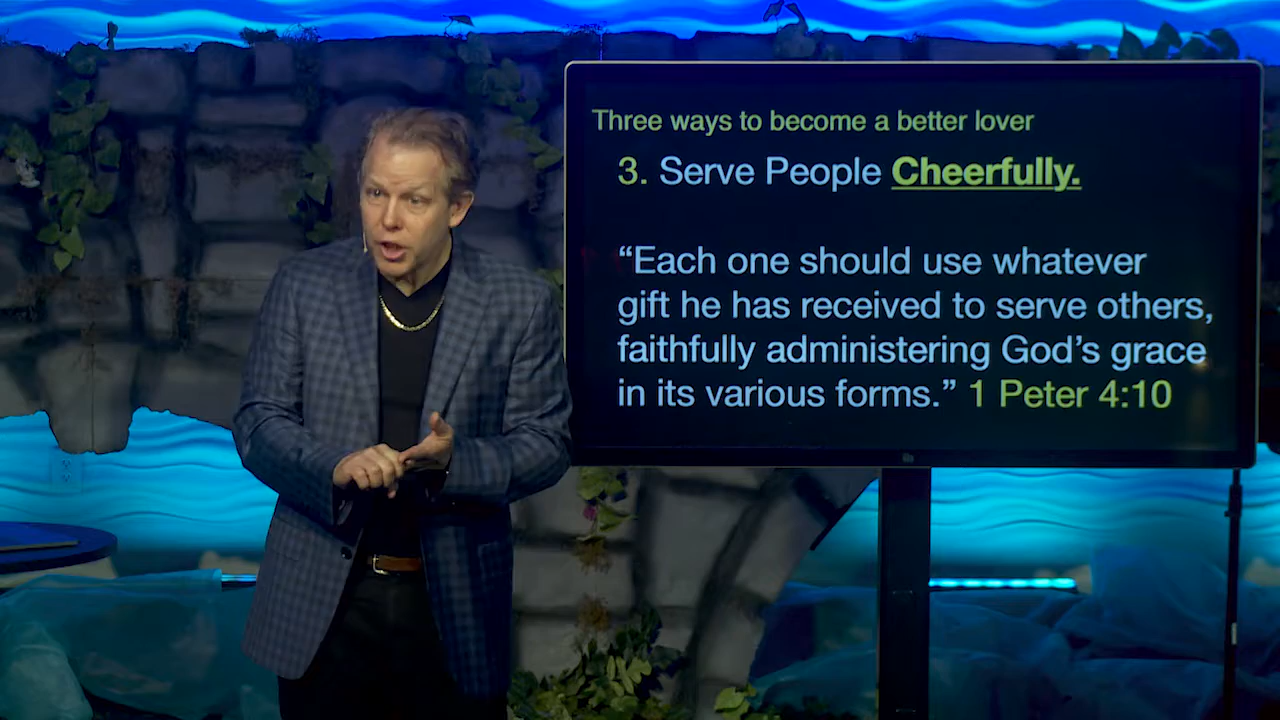 Three ways to become a better lover
3. Serve People Cheerfully.
“Each one should use whatever
gift he has received to serve others,
faithfully administering God’s grace
in its various forms.” 1 Peter 4:10